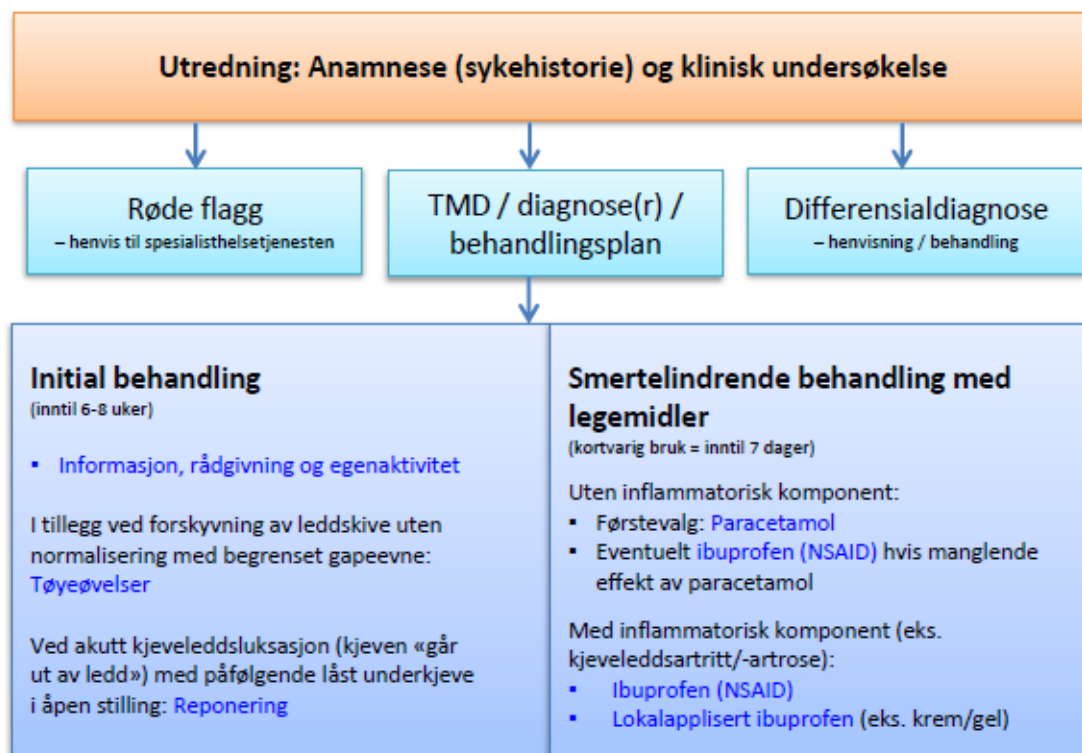 Utredning: Anamnese (sykehistorie) og klinisk undersøkelse
Røde flagg
– henvis til spesialisthelsetjenesten
TMD / diagnose(r) /
behandlingsplan
Differensialdiagnose
– henvisning / behandling
Initial behandling
(inntil 6-8 uker)
▪ Informasjon, rådgivning og egenaktivitet
I tillegg ved forskyvning av leddskive uten
normalisering med begrenset gapeevne:
Tøyeøvelser
Ved akutt kjeveleddsluksasjon (kjeven «går
ut av ledd») med påfølgende låst underkjeve
i åpen stilling: Reponering
Smertelindrende behandling med
legemidler
(kortvarig bruk = inntil 7 dager)
Uten inflammatorisk komponent:
▪ Førstevalg: Paracetamol
▪ Eventuelt ibuprofen (NSAID) hvis manglende
effekt av paracetamol
Med inflammatorisk komponent (eks.
kjeveleddsartritt/-artrose):
▪ Ibuprofen (NSAID)
▪ Lokalapplisert ibuprofen (eks. krem/gel)